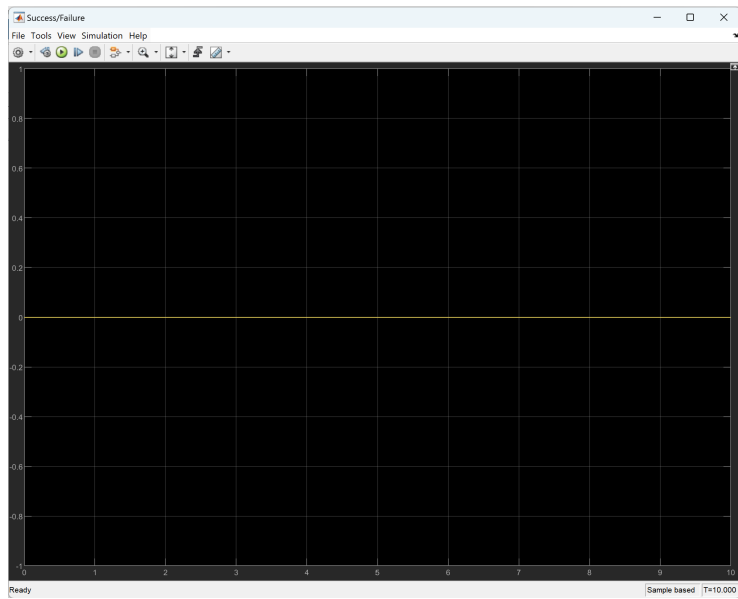 Success/Failure
File Tools View Simulation Help
1
0.8
0.6
0.4
0.2
0
-0.2
-0.4
-0.6
-0.8
-1
0 1 2 3 4 5 6 7 8 9 10
Ready Sample based T=10.000